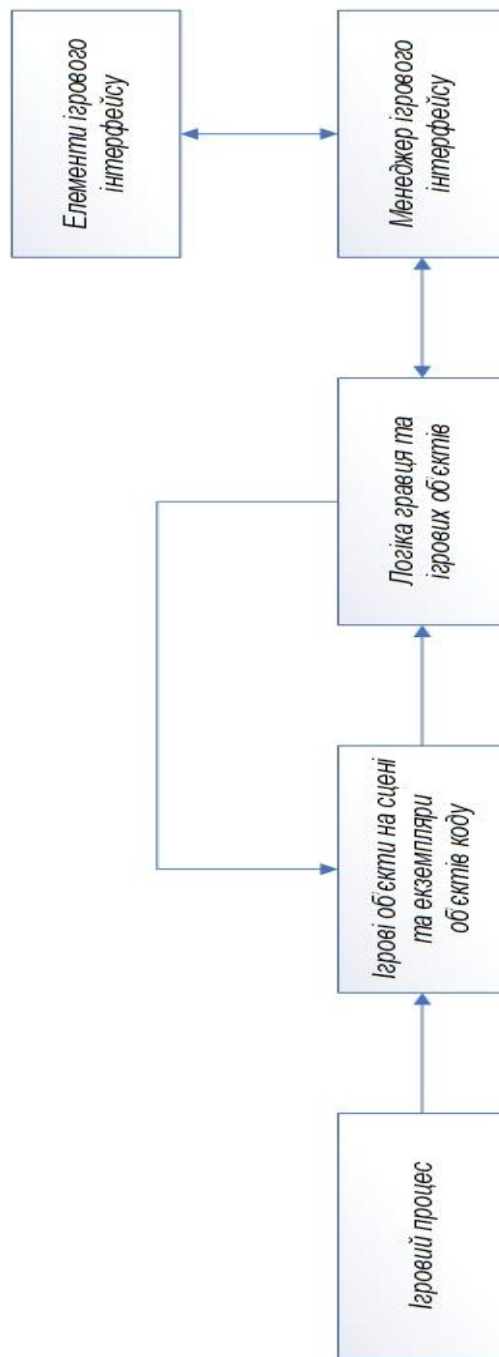 Ігровий процес
Ігрові об'єкти на сцені
та екземпляри
об'єктів коду
Логіка гравця та
ігрових об'єктів
Менеджер ігрового
інтерфейсу
Елементи ігрового
інтерфейсу